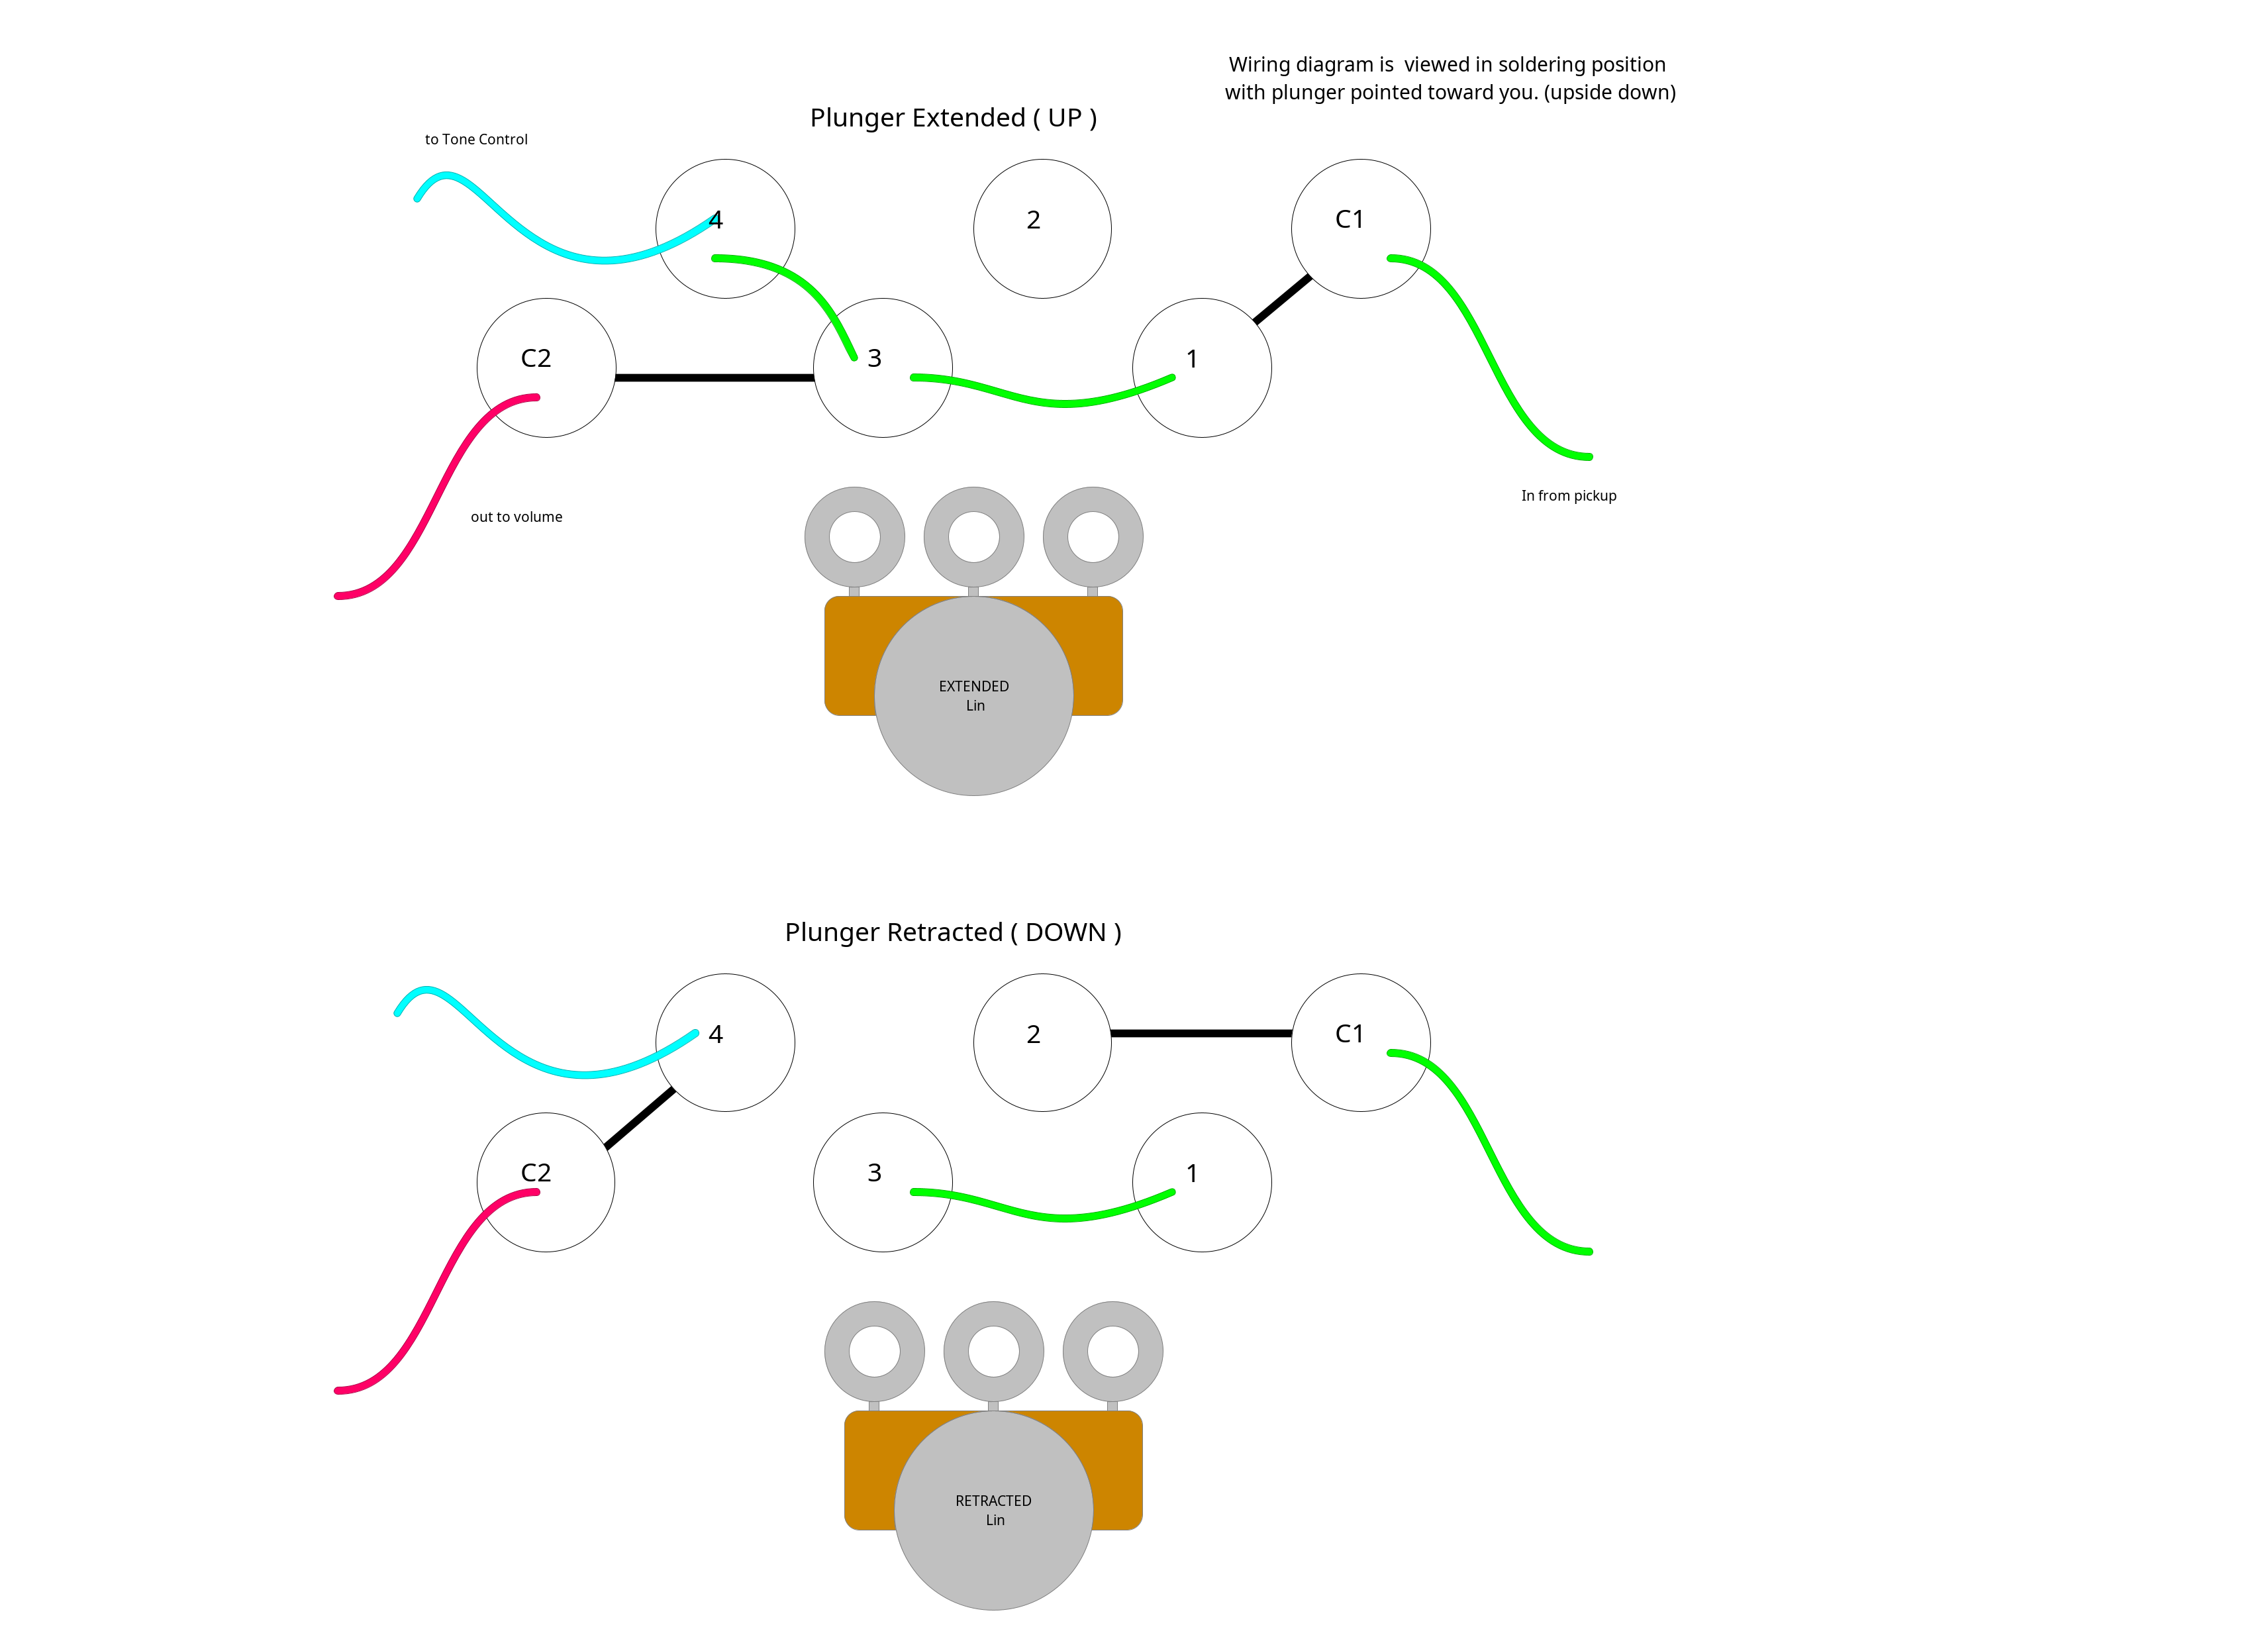 Wiring diagram is  viewed in soldering position
with plunger pointed toward you. (upside down)
Plunger Extended ( UP )
to Tone Control
4
2
C1
C2
3
1
In from pickup
out to volume
EXTENDED
Lin
Plunger Retracted ( DOWN )
4
2
C1
C2
3
1
RETRACTED
Lin